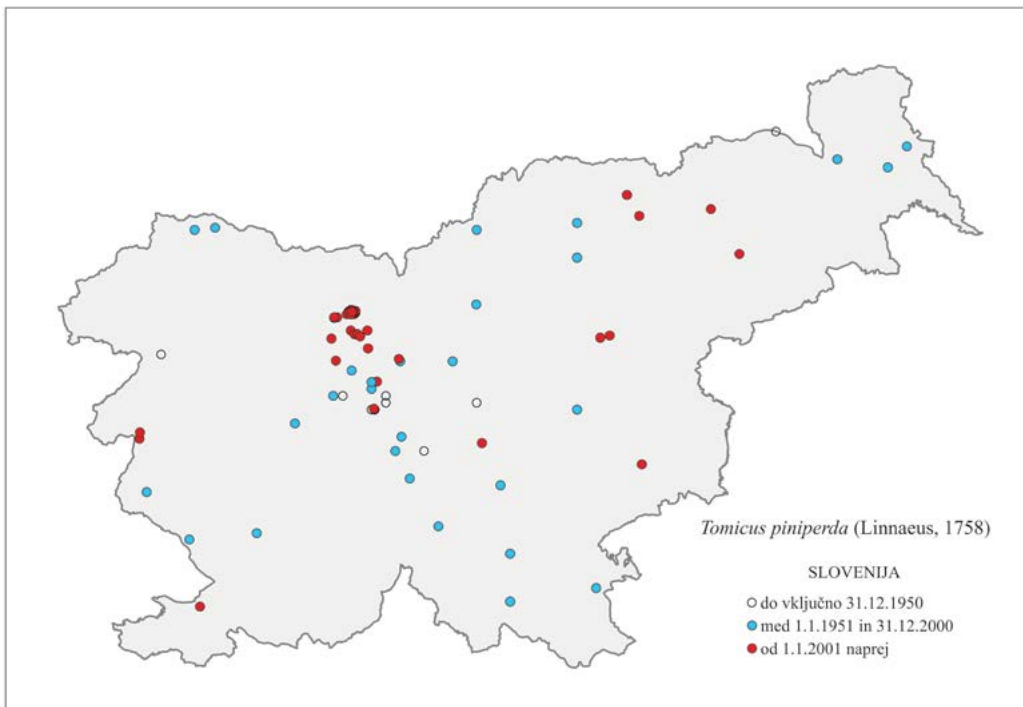 Tomicus piniperda (Linnaeus, 1758)
SLOVENIJA
do vključno 31.12.1950
med 1.1.1951 in 31.12.2000
od 1.1.2001 naprej